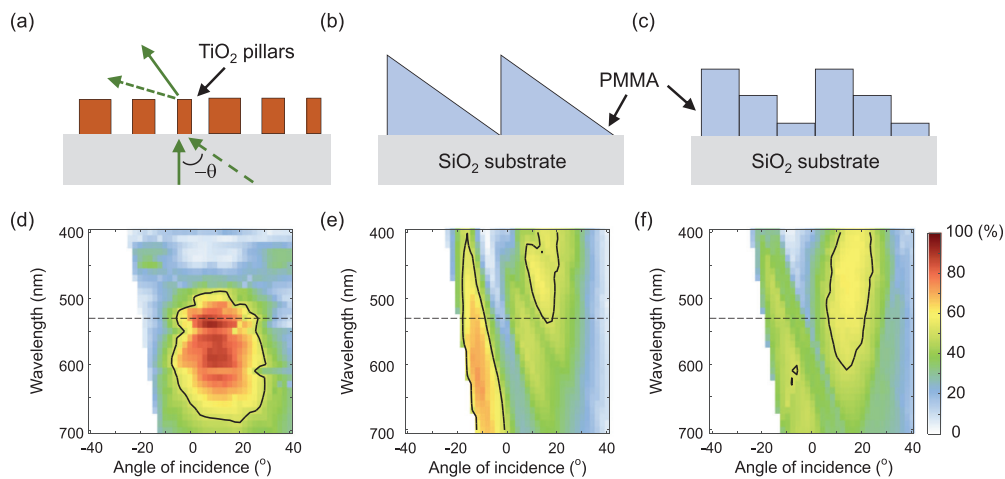 (a)
TiO₂ pillars
−θ
(b)
PMMA
SiO₂ substrate
(c)
SiO₂ substrate
(d)
400
500
600
700
Wavelength (nm)
−40
−20
0
20
40
Angle of incidence (°)
(e)
400
500
600
700
Wavelength (nm)
−40
−20
0
20
40
Angle of incidence (°)
(f)
400
500
600
700
Wavelength (nm)
−40
−20
0
20
40
Angle of incidence (°)
100 (%)
80
60
40
20
0